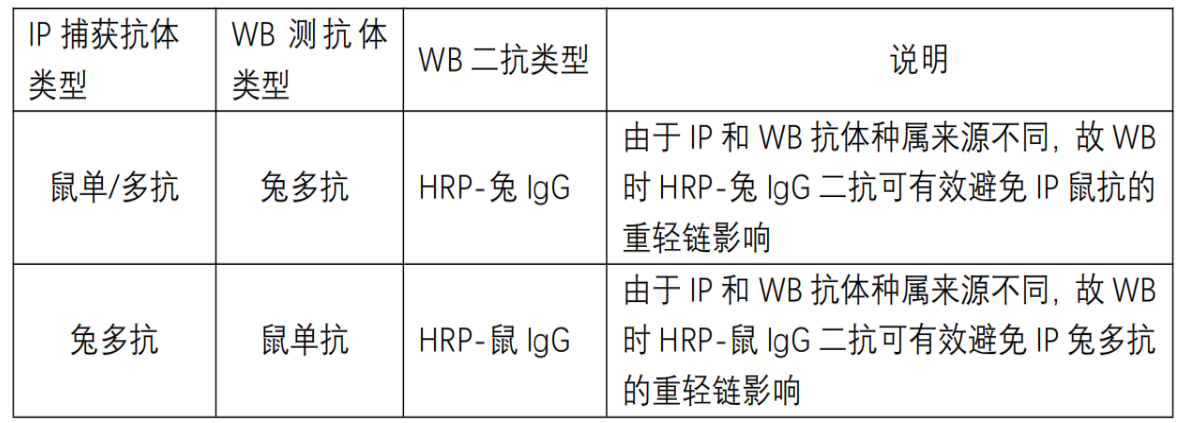 IP 捕获抗体
类型
WB 测抗体
类型
WB 二抗类型
说明
鼠单/多抗
兔多抗
HRP-兔 IgG
由于 IP 和 WB 抗体种属来源不同, 故 WB
时 HRP-兔 IgG 二抗可有效避免 IP 鼠抗的
重轻链影响
兔多抗
鼠单抗
HRP-鼠 IgG
由于 IP 和 WB 抗体种属来源不同, 故 WB
时 HRP-鼠 IgG 二抗可有效避免 IP 兔多抗
的重轻链影响